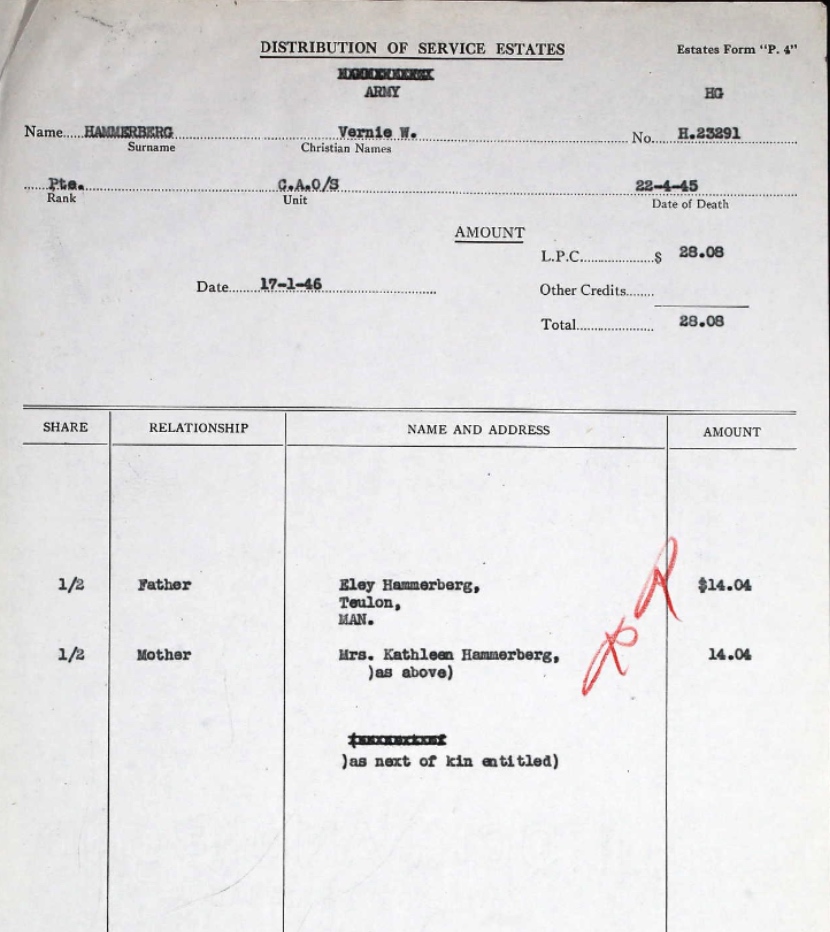 DISTRIBUTION OF SERVICE ESTATES Estates Form "P. 4"
ARMY HG
Name HAMMERBERG Vernie W. No. H.23291
Surname Christian Names
Pte. C.A.O/S 22-4-45
Rank Unit Date of Death
AMOUNT
L.P.C. $ 28.08
Date 17-1-46 Other Credits
Total 28.08
SHARE RELATIONSHIP NAME AND ADDRESS AMOUNT
1/2 Father Eley Hammerberg, $14.04
Teulon,
MAN.
1/2 Mother Mrs. Kathleen Hammerberg, 14.04
)as above)
)as next of kin entitled)